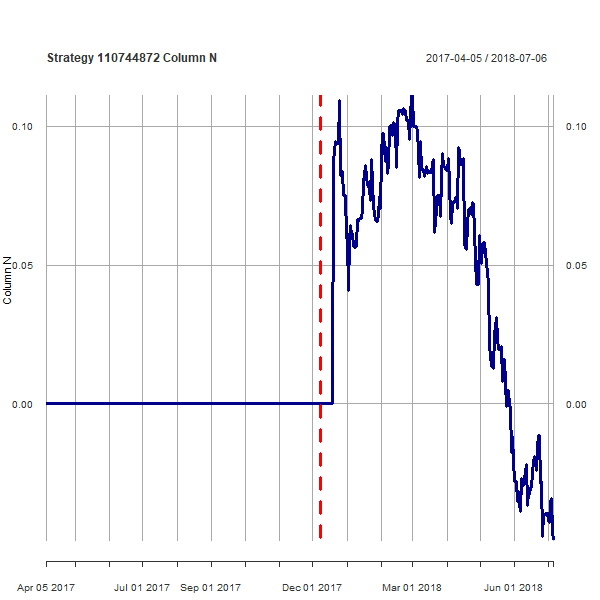 Strategy 110744872 Column N
2017-04-05 / 2018-07-06
0.10
0.10
Column N
0.05
0.05
0.00
0.00
Apr 05 2017
Jul 01 2017
Sep 01 2017
Dec 01 2017
Mar 01 2018
Jun 01 2018